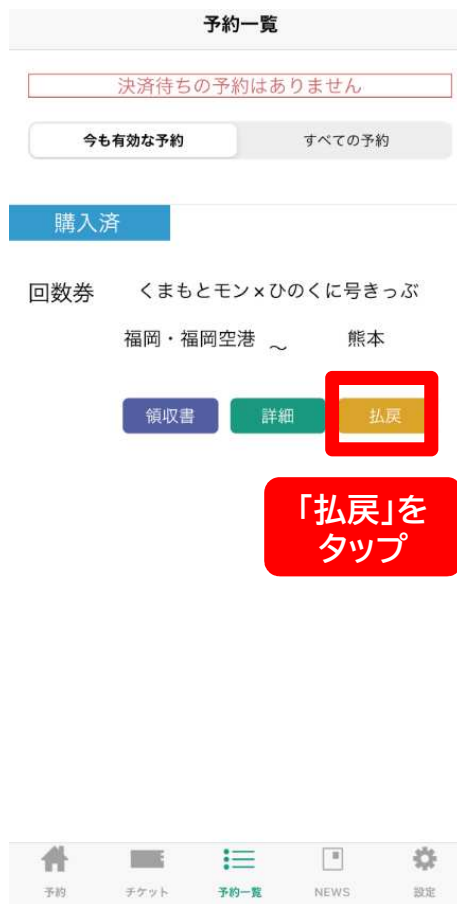 予約一覧
決済待ちの予約はありません
今も有効な予約 すべての予約
購入済
回数券 くまもとモン×ひのくに号きっぷ
福岡・福岡空港 ～ 熊本
領収書 詳細 払戻
「払戻」を
タップ
予約 チケット 予約一覧 NEWS 設定